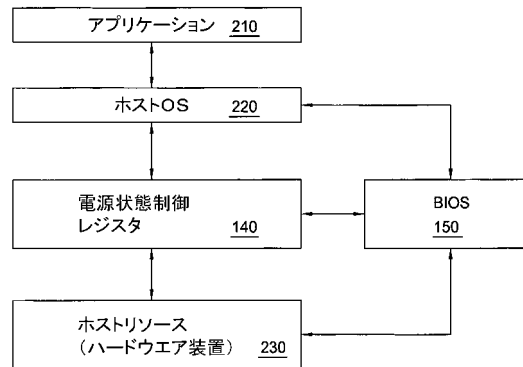 アプリケーション 210
ホストOS 220
電源状態制御
レジスタ 140
BIOS
150
ホストリソース
(ハードウエア装置) 230